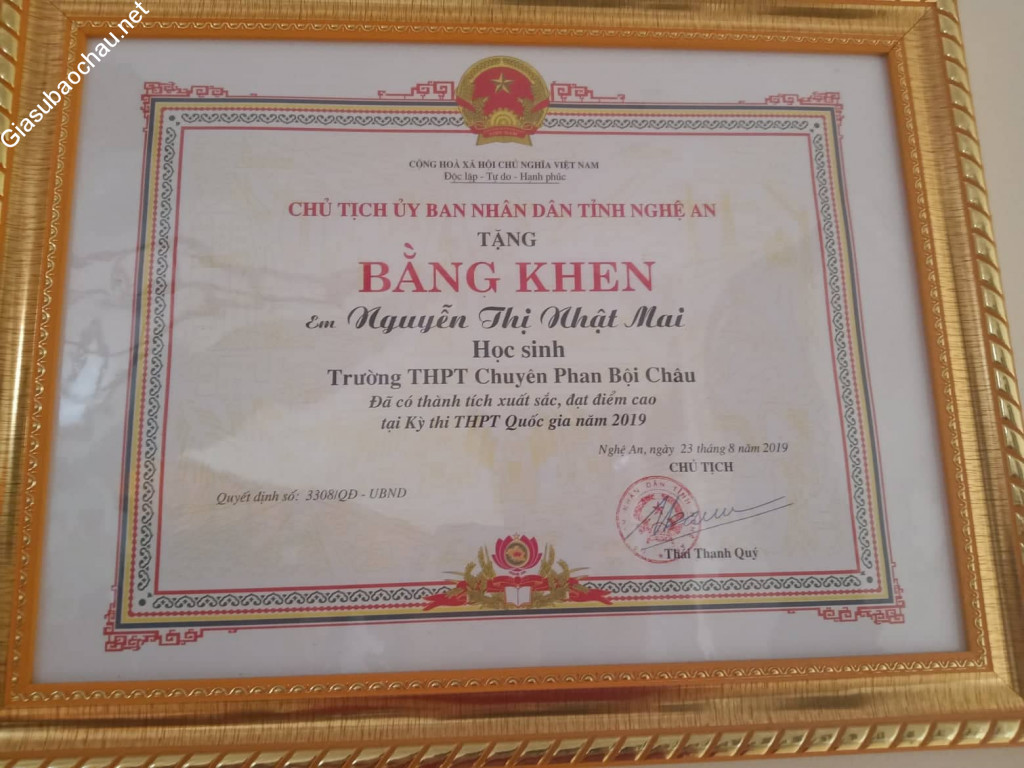 Giasubaochau.net
CỘNG HOÀ XÃ HỘI CHỦ NGHĨA VIỆT NAM
Độc lập - Tự do - Hạnh phúc
CHỦ TỊCH ỦY BAN NHÂN DÂN TỈNH NGHỆ AN
TẶNG
BẰNG KHEN
Em Nguyễn Thị Nhật Mai
Học sinh
Trường THPT Chuyên Phan Bội Châu
Đã có thành tích xuất sắc, đạt điểm cao
tại Kỳ thi THPT Quốc gia năm 2019
Nghệ An, ngày 23 tháng 8 năm 2019
CHỦ TỊCH
Quyết định số: 3308/QĐ - UBND
NHÂN DÂN TỈNH
Thái Thanh Quý